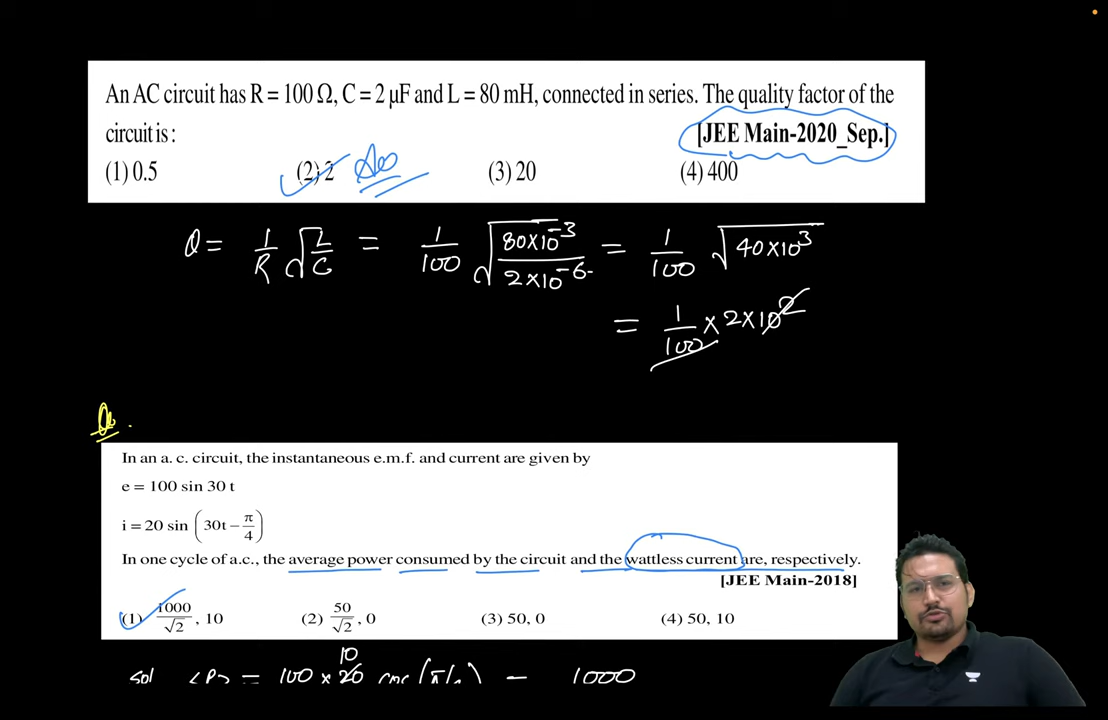 An AC circuit has R = 100 Ω, C = 2 μF and L = 80 mH, connected in series. The quality factor of the
circuit is : [JEE Main-2020_Sep.]
(1) 0.5 (2) 2 (3) 20 (4) 400
Q = 1/R √(L/C) = 1/100 √(80×10⁻³/2×10⁻⁶) = 1/100 √(40×10³)
= 1/100 × 2×10²
Q.
In an a. c. circuit, the instantaneous e.m.f. and current are given by
e = 100 sin 30 t
i = 20 sin (30t − π/4)
In one cycle of a.c., the average power consumed by the circuit and the wattless current are, respectively.
[JEE Main-2018]
(1) 1000/√2 , 10 (2) 50/√2 , 0 (3) 50, 0 (4) 50, 10
10
sol <P> = 100 × 20 = 1000